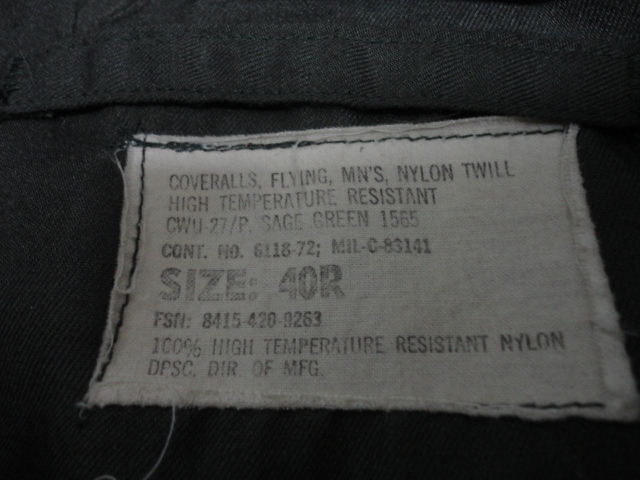 COVERALLS, FLYING, MN'S, NYLON TWILL
HIGH TEMPERATURE RESISTANT
CWU-27/P, SAGE GREEN 1565
CONT. NO. 6118-72; MIL-C-83141
SIZE: 40R
FSN: 8415-420-9263
100% HIGH TEMPERATURE RESISTANT NYLON
DPSC, DIR. OF MFG.